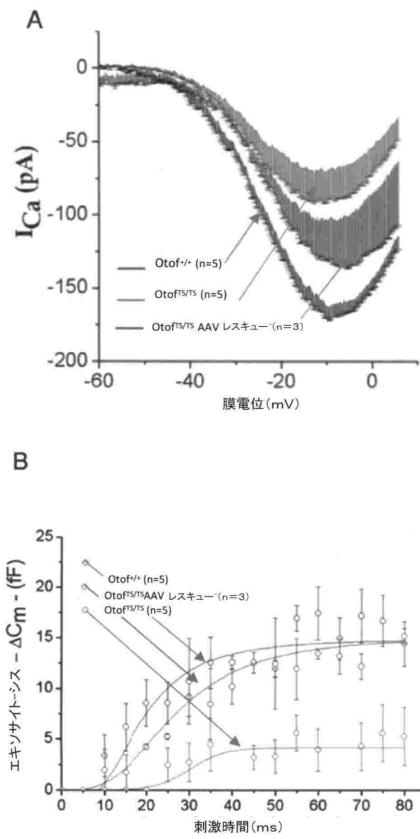 A
I_Ca (pA)
0
-50
-100
-150
-200
Otof+/+ (n=5)
OtofTS/TS (n=5)
OtofTS/TS AAV レスキュー (n=3)
-60
-40
-20
0
膜電位(mV)
B
エキソサイトーシス - ΔCm - (fF)
25
20
15
10
5
0
Otof+/+ (n=5)
OtofTS/TS AAV レスキュー (n=3)
OtofTS/TS (n=5)
0
10
20
30
40
50
60
70
80
刺激時間(ms)